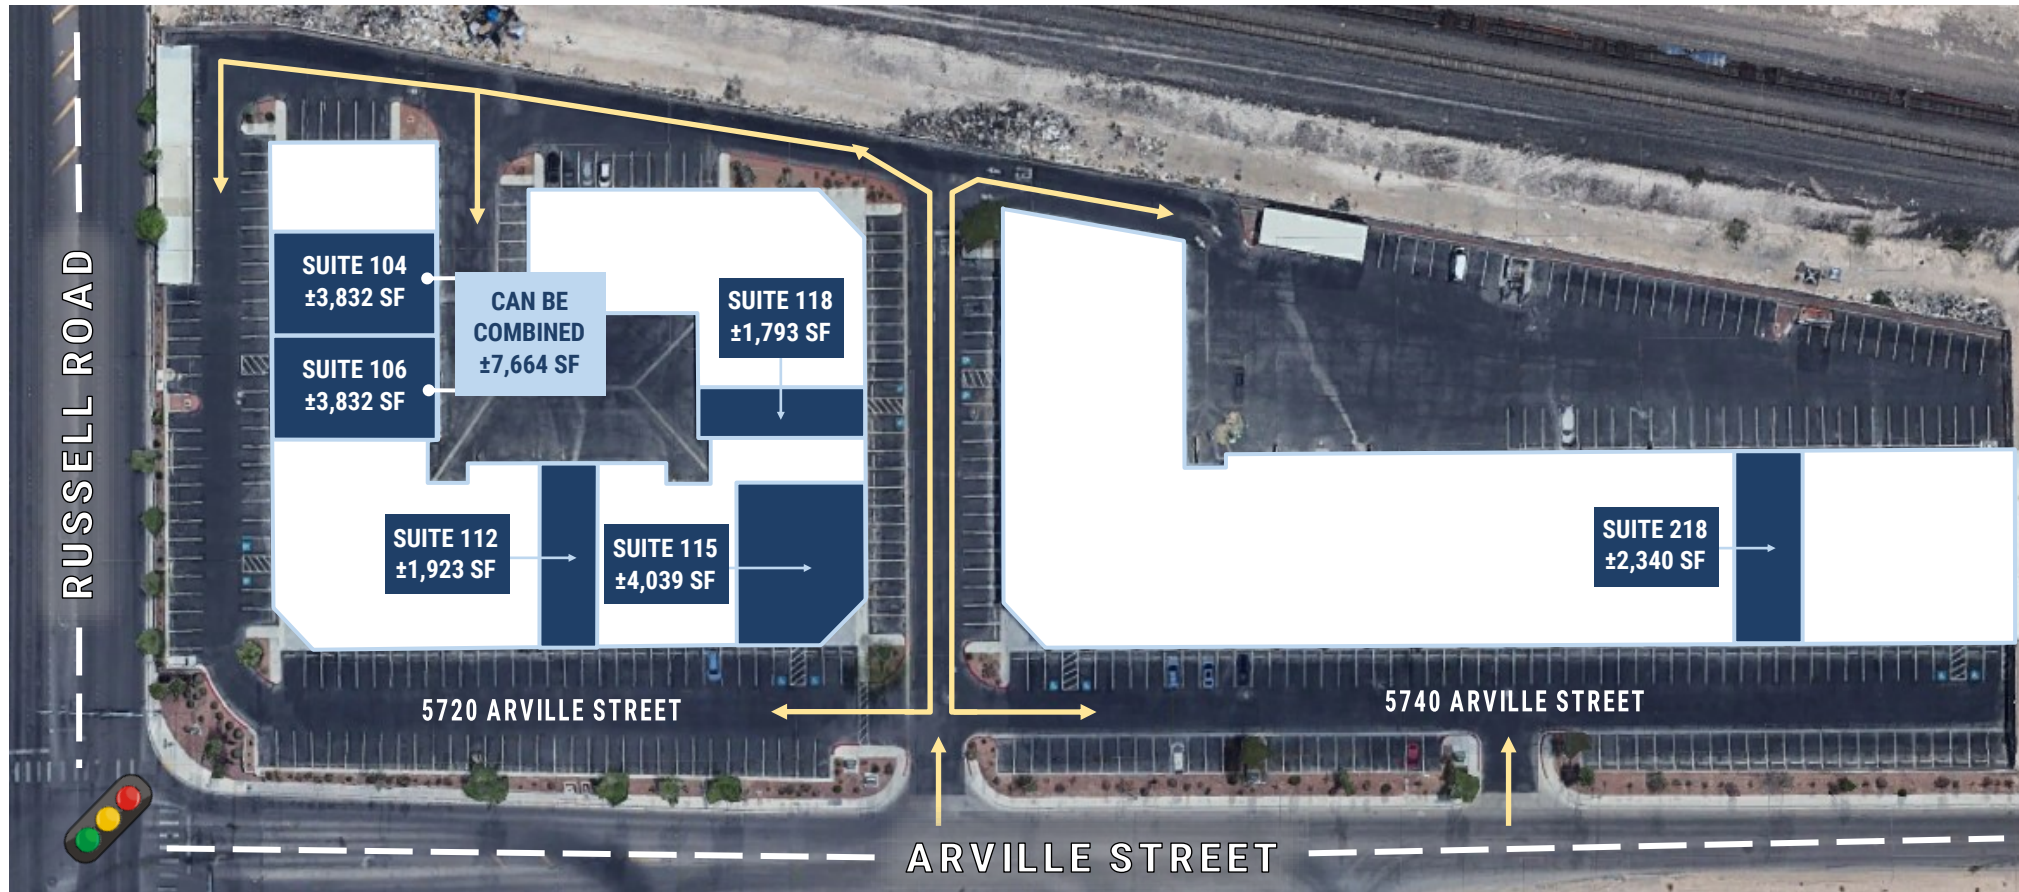 RUSSELL ROAD
SUITE 104
±3,832 SF
SUITE 106
±3,832 SF
CAN BE
COMBINED
±7,664 SF
SUITE 118
±1,793 SF
SUITE 112
±1,923 SF
SUITE 115
±4,039 SF
SUITE 218
±2,340 SF
5720 ARVILLE STREET
5740 ARVILLE STREET
ARVILLE STREET